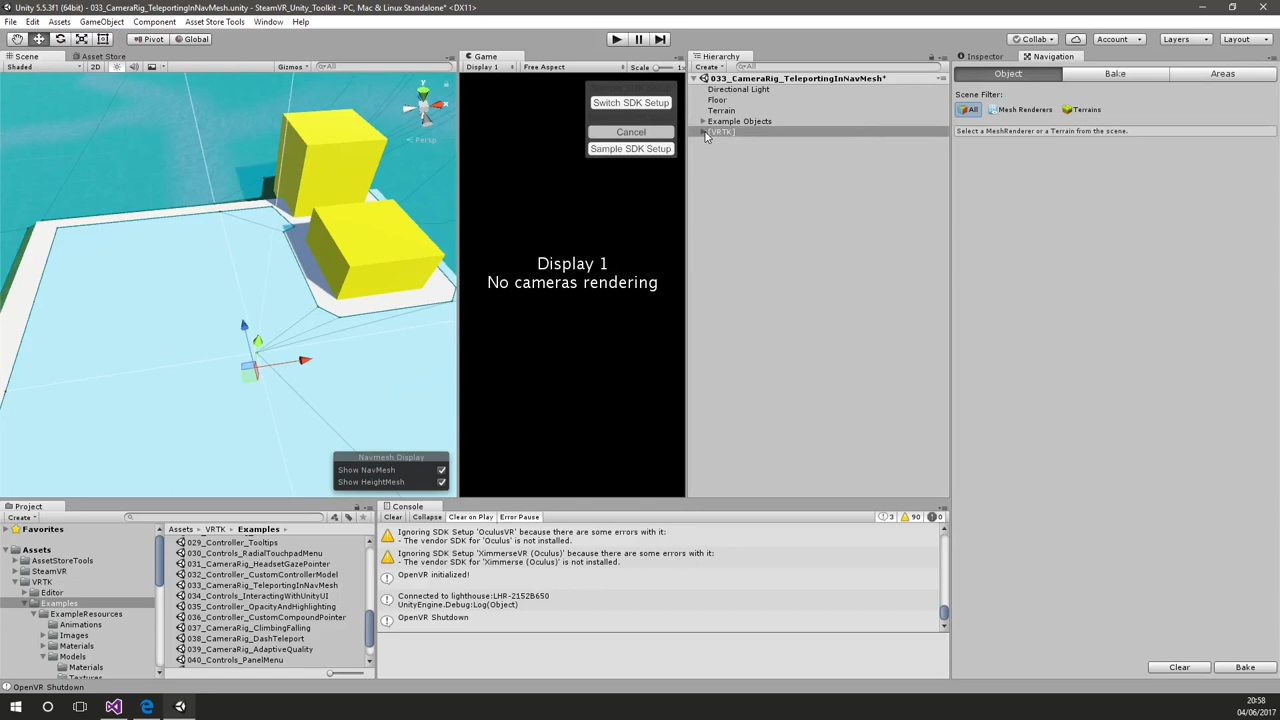 Unity 5.5.3f1 (64bit) - 033_CameraRig_TeleportingInNavMesh.unity - SteamVR_Unity_Toolkit - PC, Mac & Linux Standalone* <DX11>
File Edit Assets GameObject Component Asset Store Tools Window Help
Pivot Global Collab Account Layers Layout
Scene Asset Store Game Hierarchy Inspector Navigation
Shaded 2D Gizmos All Display 1 Free Aspect Scale 1x Create All
Object Bake Areas
033_CameraRig_TeleportingInNavMesh*
Directional Light
Floor
Terrain
Example Objects
[VRTK]
Scene Filter:
All Mesh Renderers Terrains
Select a MeshRenderer or a Terrain from the scene.
y
Persp
Switch SDK Setup
Cancel
Sample SDK Setup
Display 1
No cameras rendering
Navmesh Display
Show NavMesh
Show HeightMesh
Project
Create
Favorites
Assets
AssetStoreTools
SteamVR
VRTK
Editor
Examples
ExampleResources
Animations
Images
Materials
Models
Materials
Textures
Assets VRTK Examples
029_Controller_Tooltips
030_Controls_RadialTouchpadMenu
031_CameraRig_HeadsetGazePointer
032_Controller_CustomControllerModel
033_CameraRig_TeleportingInNavMesh
034_Controls_InteractingWithUnityUI
035_Controller_OpacityAndHighlighting
036_Controller_CustomCompoundPointer
037_CameraRig_ClimbingFalling
038_CameraRig_DashTeleport
039_CameraRig_AdaptiveQuality
040_Controls_PanelMenu
Console
Clear Collapse Clear on Play Error Pause 3 90 0
Ignoring SDK Setup 'OculusVR' because there are some errors with it:
- The vendor SDK for 'Oculus' is not installed.
Ignoring SDK Setup 'XimmerseVR (Oculus)' because there are some errors with it:
- The vendor SDK for 'Ximmerse (Oculus)' is not installed.
OpenVR initialized!
Connected to lighthouse:LHR-2152B650
UnityEngine.Debug:Log(Object)
OpenVR Shutdown
Clear Bake
OpenVR Shutdown
20:58
04/06/2017